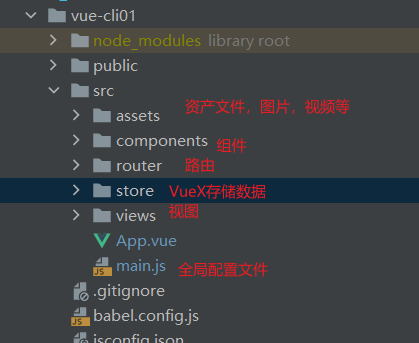 vue-cli01
node_modules library root
public
src
assets 资产文件，图片，视频等
components 组件
router 路由
store VueX存储数据
views 视图
App.vue
main.js 全局配置文件
.gitignore
babel.config.js
jsconfig.json